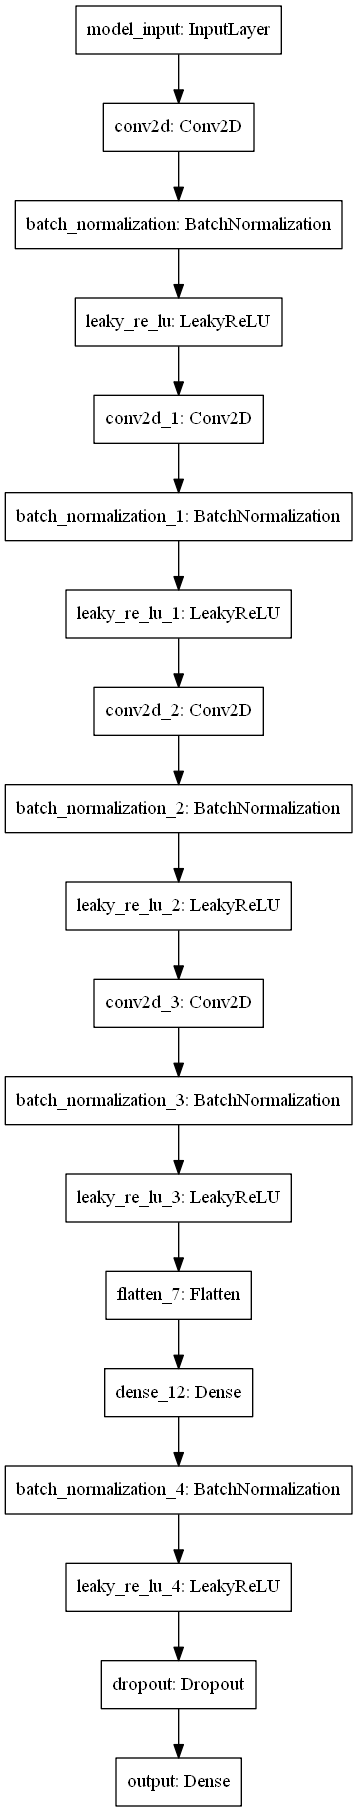 model_input: InputLayer
conv2d: Conv2D
batch_normalization: BatchNormalization
leaky_re_lu: LeakyReLU
conv2d_1: Conv2D
batch_normalization_1: BatchNormalization
leaky_re_lu_1: LeakyReLU
conv2d_2: Conv2D
batch_normalization_2: BatchNormalization
leaky_re_lu_2: LeakyReLU
conv2d_3: Conv2D
batch_normalization_3: BatchNormalization
leaky_re_lu_3: LeakyReLU
flatten_7: Flatten
dense_12: Dense
batch_normalization_4: BatchNormalization
leaky_re_lu_4: LeakyReLU
dropout: Dropout
output: Dense